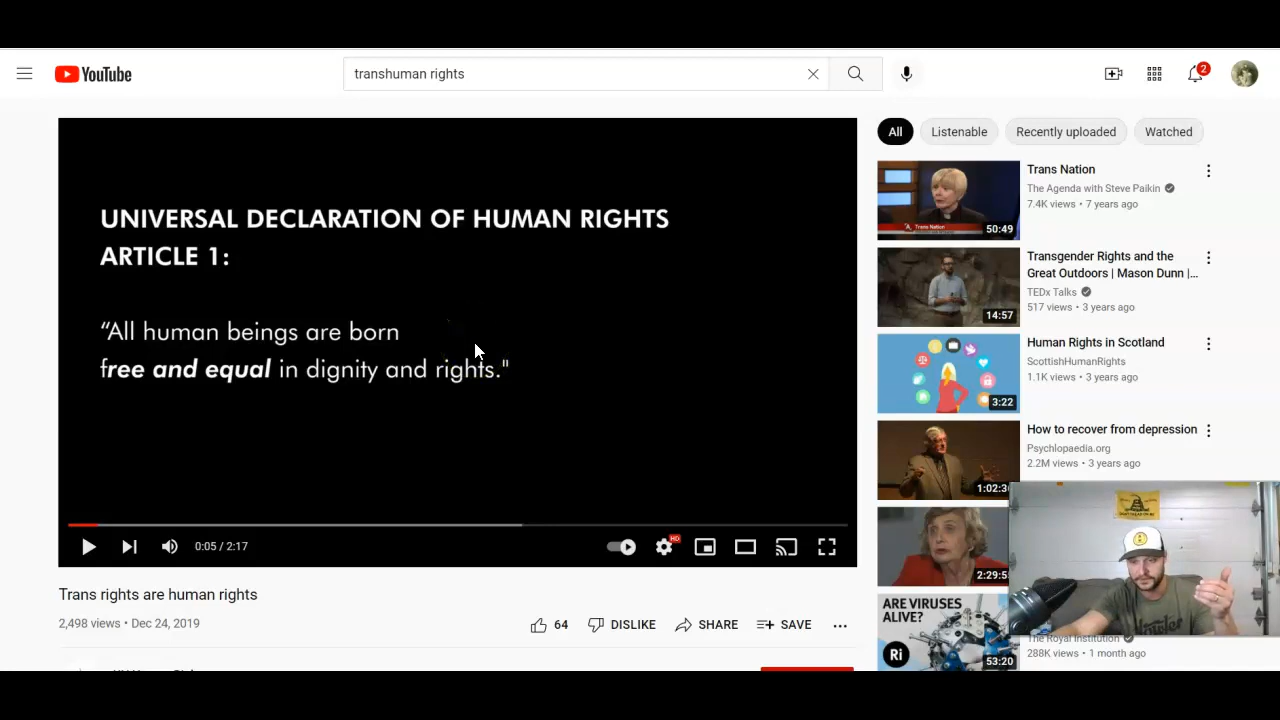 YouTube
transhuman rights
2
UNIVERSAL DECLARATION OF HUMAN RIGHTS
ARTICLE 1:
“All human beings are born
free and equal in dignity and rights."
HD
0:05 / 2:17
Trans rights are human rights
2,498 views • Dec 24, 2019
64
DISLIKE
SHARE
SAVE
All
Listenable
Recently uploaded
Watched
50:49
Trans Nation
The Agenda with Steve Paikin
7.4K views • 7 years ago
14:57
Transgender Rights and the
Great Outdoors | Mason Dunn |...
TEDx Talks
517 views • 3 years ago
3:22
Human Rights in Scotland
ScottishHumanRights
1.1K views • 3 years ago
How to recover from depression
Psychlopaedia.org
2.2M views • 3 years ago
ARE VIRUSES
ALIVE?
Ri
53:20
The Royal Institution
288K views • 1 month ago